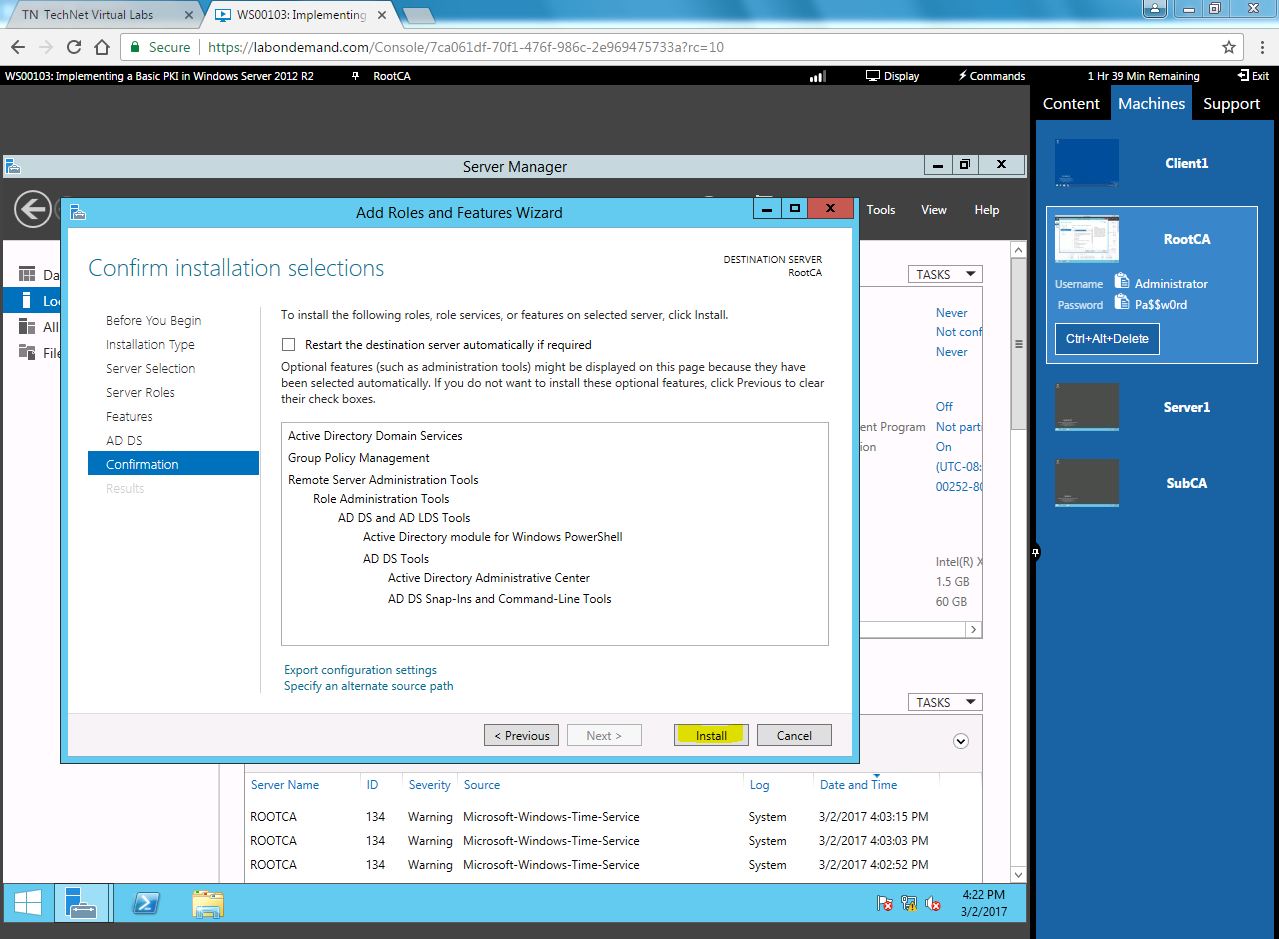 TN TechNet Virtual Labs
WS00103: Implementing
Secure https://labondemand.com/Console/7ca061df-70f1-476f-986c-2e969475733a?rc=10
WS00103: Implementing a Basic PKI in Windows Server 2012 R2 RootCA Display Commands 1 Hr 39 Min Remaining Exit
Content Machines Support
Server Manager
Tools View Help
Add Roles and Features Wizard
Confirm installation selections
DESTINATION SERVER
RootCA
Before You Begin
Installation Type
Server Selection
Server Roles
Features
AD DS
Confirmation
Results
To install the following roles, role services, or features on selected server, click Install.
Restart the destination server automatically if required
Optional features (such as administration tools) might be displayed on this page because they have
been selected automatically. If you do not want to install these optional features, click Previous to clear
their check boxes.
Active Directory Domain Services
Group Policy Management
Remote Server Administration Tools
Role Administration Tools
AD DS and AD LDS Tools
Active Directory module for Windows PowerShell
AD DS Tools
Active Directory Administrative Center
AD DS Snap-Ins and Command-Line Tools
Export configuration settings
Specify an alternate source path
< Previous Next > Install Cancel
Da
Loc
All
File
TASKS
Never
Not conf
Never
Off
ent Program Not parti
ion On
(UTC-08:
00252-80
Intel(R) X
1.5 GB
60 GB
TASKS
Server Name ID Severity Source Log Date and Time
ROOTCA 134 Warning Microsoft-Windows-Time-Service System 3/2/2017 4:03:15 PM
ROOTCA 134 Warning Microsoft-Windows-Time-Service System 3/2/2017 4:03:03 PM
ROOTCA 134 Warning Microsoft-Windows-Time-Service System 3/2/2017 4:02:52 PM
4:22 PM
3/2/2017
Client1
RootCA
Username Administrator
Password Pa$$w0rd
Ctrl+Alt+Delete
Server1
SubCA